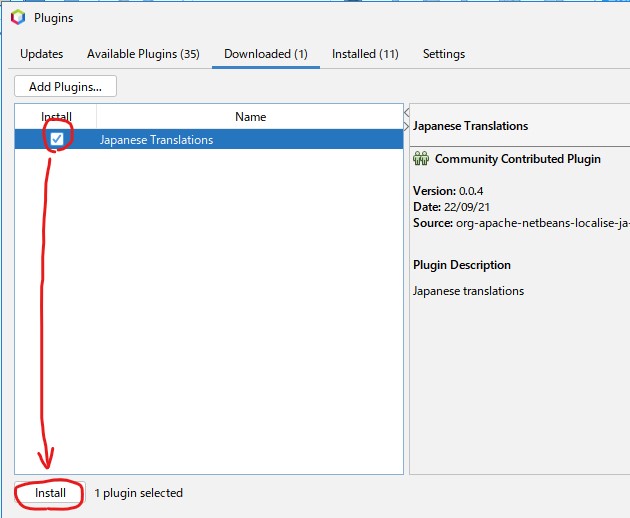 Plugins
Updates
Available Plugins (35)
Downloaded (1)
Installed (11)
Settings
Add Plugins...
Install
Name
Japanese Translations
Japanese Translations
Community Contributed Plugin
Version: 0.0.4
Date: 22/09/21
Source: org-apache-netbeans-localise-ja-
Plugin Description
Japanese translations
Install
1 plugin selected